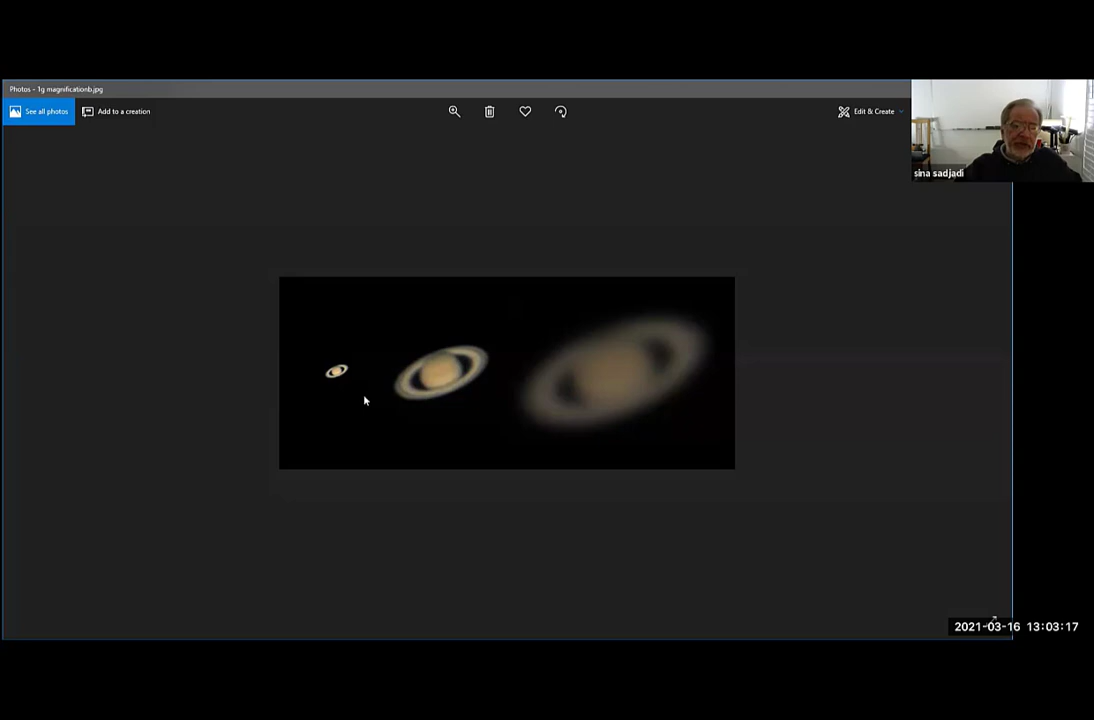 Photos - 1g magnificationb.jpg
See all photos
Add to a creation
Edit & Create
sina sadjadi
2021-03-16 13:03:17